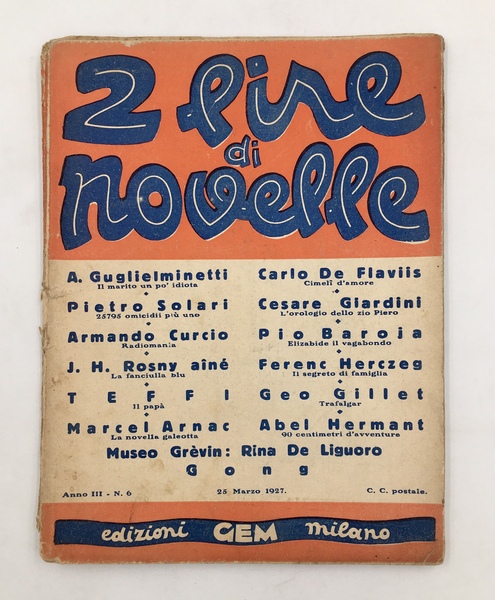 2 lire
di
novelle
A. Guglielminetti
Il marito un po' idiota
Pietro Solari
25795 omicidii più uno
Armando Curcio
Radiomania
J. H. Rosny aîné
La fanciulla blu
TEFFI
Il papà
Marcel Arnac
La novella galeotta
Carlo De Flaviis
Cimelî d'amore
Cesare Giardini
L'orologio dello zio Piero
Pio Baroja
Elizabide il vagabondo
Ferenc Herczeg
Il segreto di famiglia
Geo Gillet
Trafalgar
Abel Hermant
90 centimetri d'avventure
Museo Grèvin: Rina De Liguoro
Gong
Anno III - N. 6 25 Marzo 1927. C. C. postale.
edizioni GEM milano